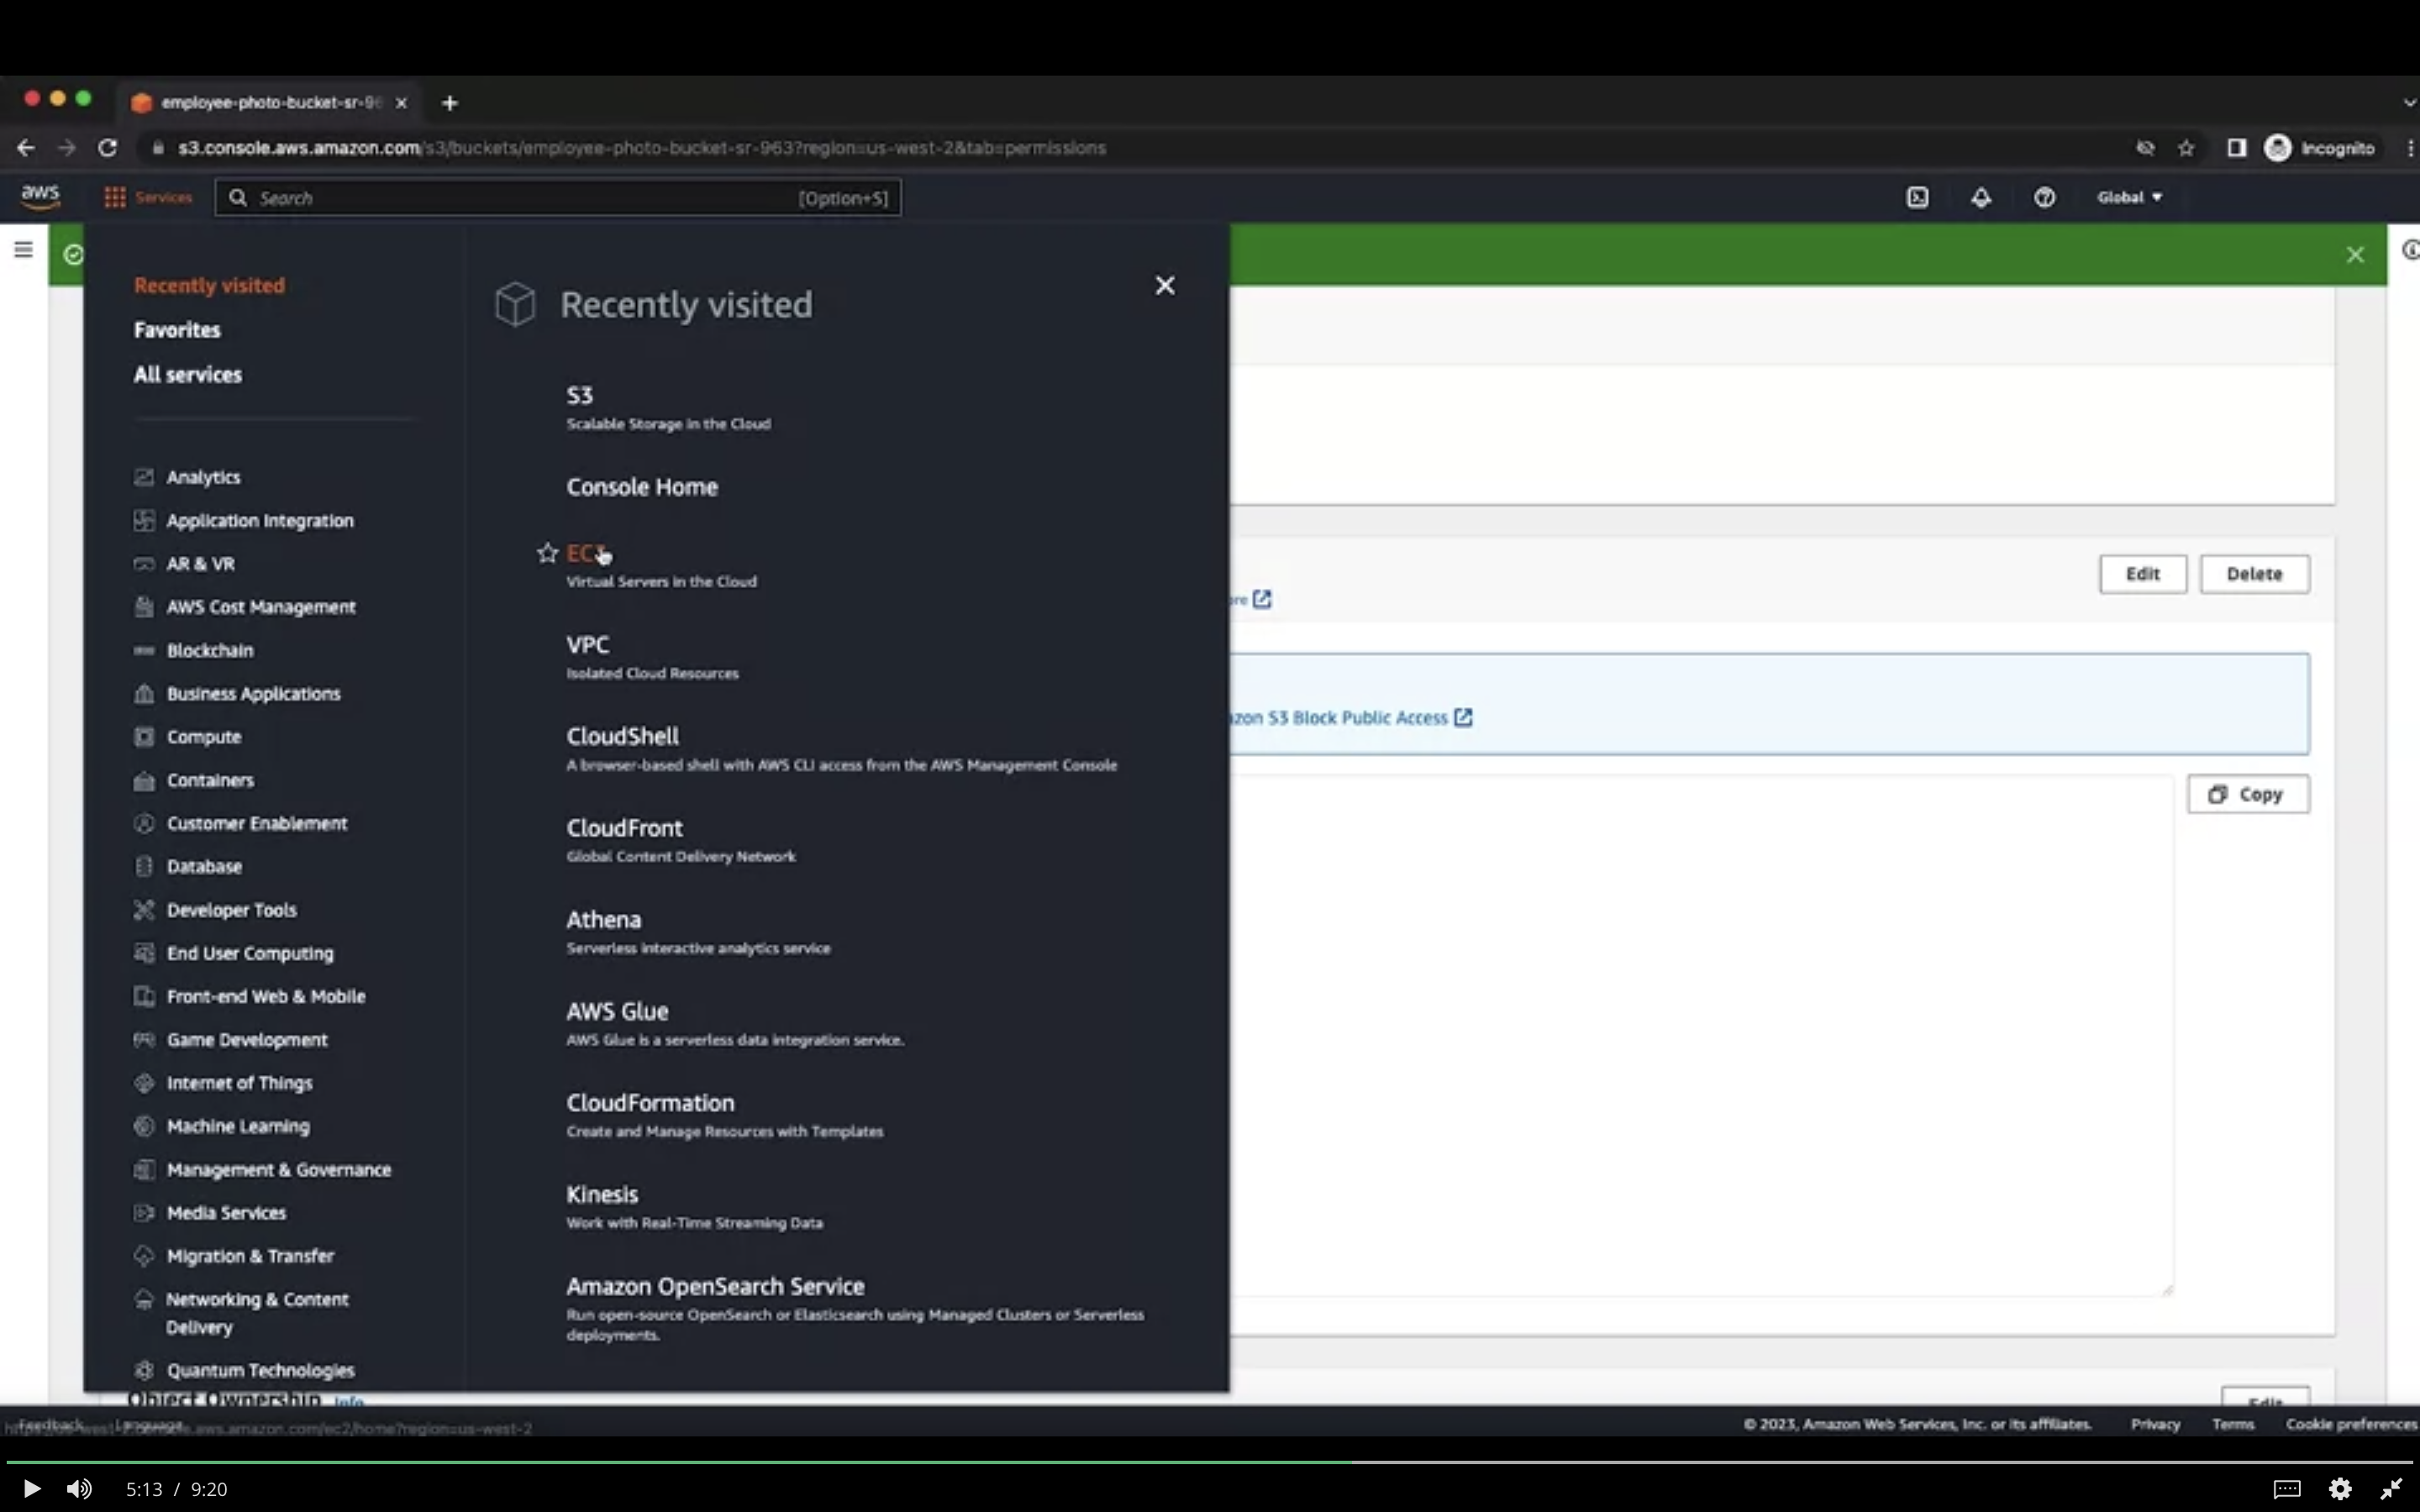 employee-photo-bucket-sr-96
s3.console.aws.amazon.com/s3/buckets/employee-photo-bucket-sr-963?region=us-west-2&tab=permissions
Incognito
aws
Services
Search
[Option+S]
Global
Recently visited
Favorites
All services
Analytics
Application Integration
AR & VR
AWS Cost Management
Blockchain
Business Applications
Compute
Containers
Customer Enablement
Database
Developer Tools
End User Computing
Front-end Web & Mobile
Game Development
Internet of Things
Machine Learning
Management & Governance
Media Services
Migration & Transfer
Networking & Content
Delivery
Quantum Technologies
Recently visited
S3
Scalable Storage in the Cloud
Console Home
EC2
Virtual Servers in the Cloud
VPC
Isolated Cloud Resources
CloudShell
A browser-based shell with AWS CLI access from the AWS Management Console
CloudFront
Global Content Delivery Network
Athena
Serverless interactive analytics service
AWS Glue
AWS Glue is a serverless data integration service.
CloudFormation
Create and Manage Resources with Templates
Kinesis
Work with Real-Time Streaming Data
Amazon OpenSearch Service
Run open-source OpenSearch or Elasticsearch using Managed Clusters or Serverless
deployments.
Edit
Delete
ore
azon S3 Block Public Access
Copy
Object Ownership Info
Edit
Feedback
Language
.aws.amazon.com/ec2/home?region=us-west-2
© 2023, Amazon Web Services, Inc. or its affiliates.
Privacy
Terms
Cookie preferences
5:13 / 9:20